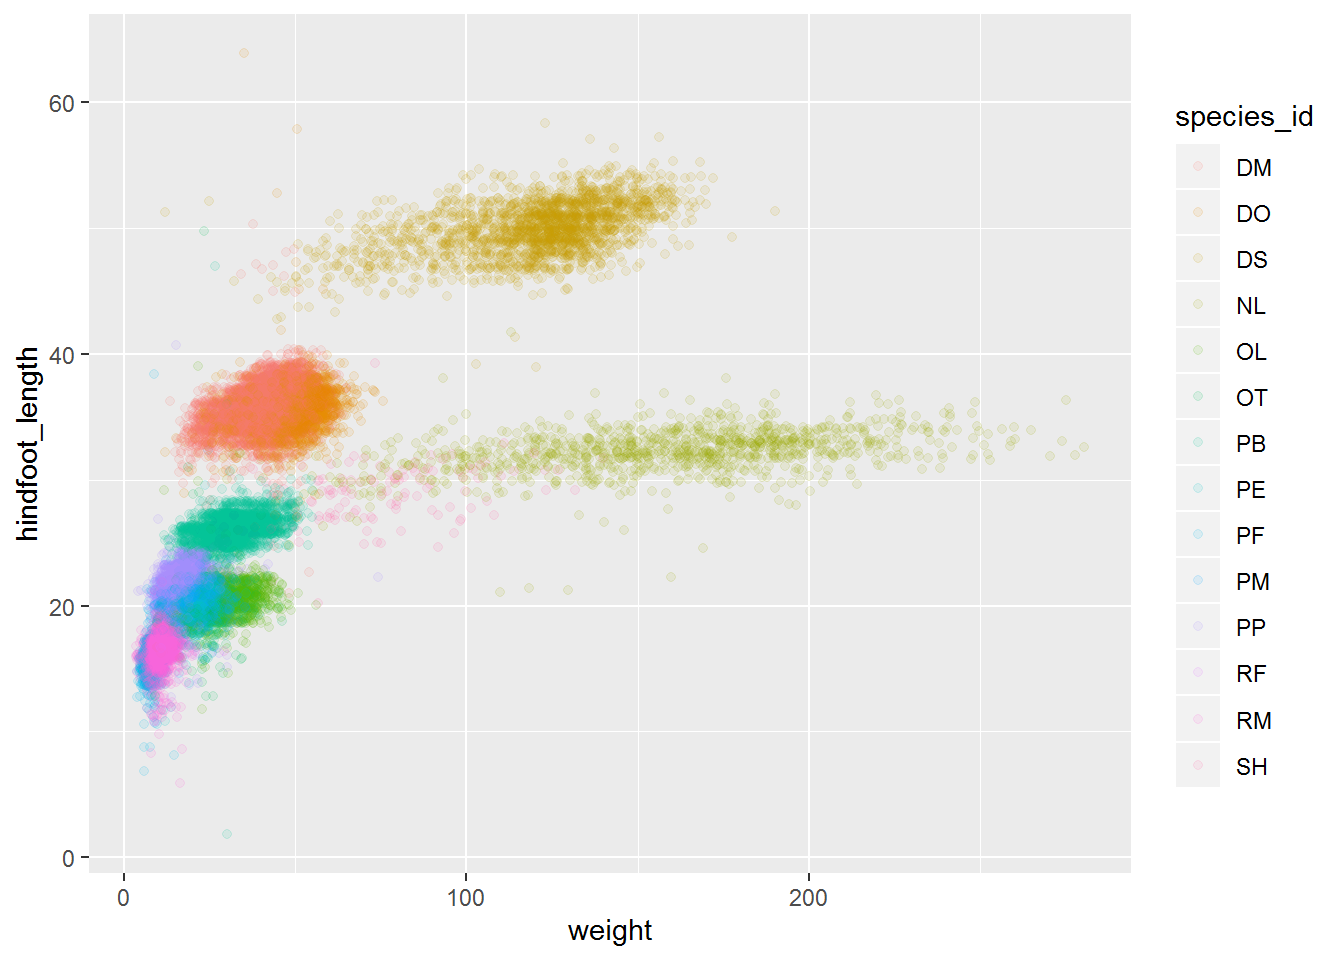 60
40
20
0
hindfoot_length
0
100
200
weight
species_id
DM
DO
DS
NL
OL
OT
PB
PE
PF
PM
PP
RF
RM
SH